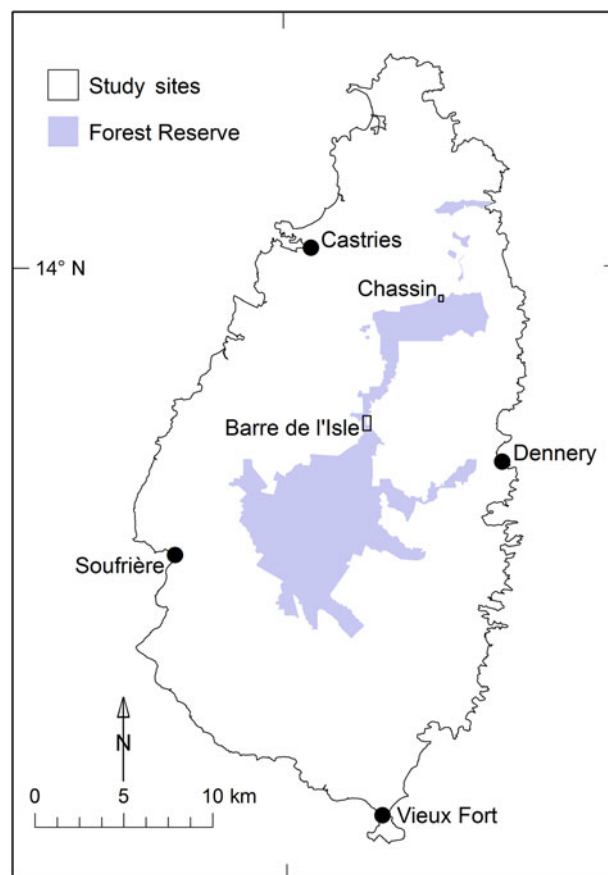 Study sites
Forest Reserve
Castries
14° N
Chassin
Barre de l'Isle
Dennery
Soufrière
N
0 5 10 km
Vieux Fort